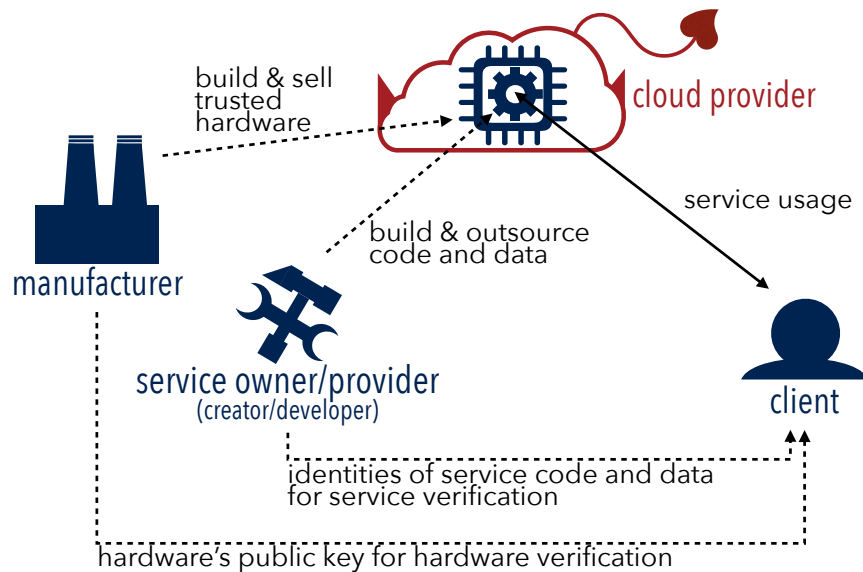 build & sell
trusted
hardware
cloud provider
service usage
build & outsource
code and data
manufacturer
service owner/provider
(creator/developer)
client
identities of service code and data
for service verification
hardware's public key for hardware verification